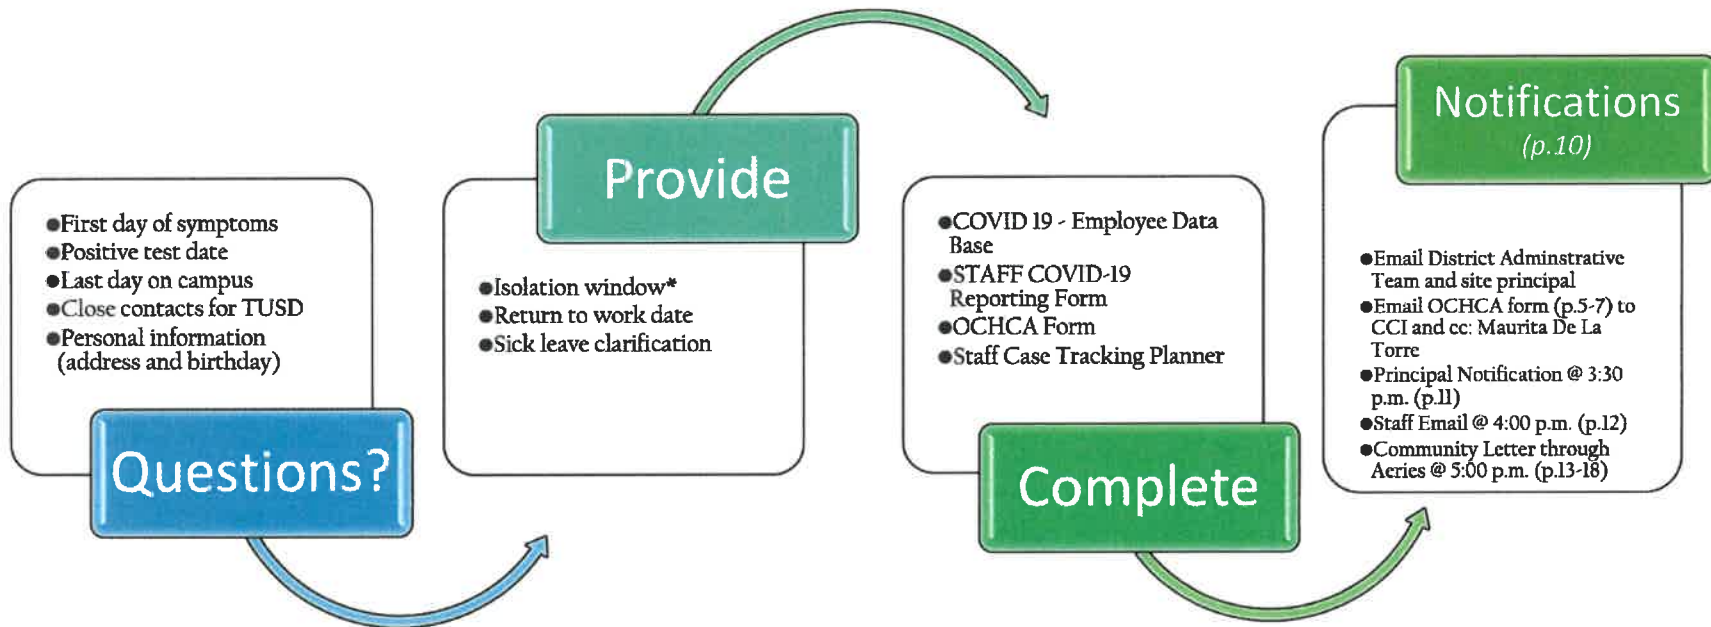 ●First day of symptoms
●Positive test date
●Last day on campus
●Close contacts for TUSD
●Personal information
(address and birthday)
Questions?
Provide
●Isolation window*
●Return to work date
●Sick leave clarification
●COVID 19 - Employee Data
Base
●STAFF COVID-19
Reporting Form
●OCHCA Form
●Staff Case Tracking Planner
Complete
Notifications
(p.10)
●Email District Adminstrative
Team and site principal
●Email OCHCA form (p.5-7) to
CCI and cc: Maurita De La
Torre
●Principal Notification @ 3:30
p.m. (p.11)
●Staff Email @ 4:00 p.m. (p.12)
●Community Letter through
Aeries @ 5:00 p.m. (p.13-18)